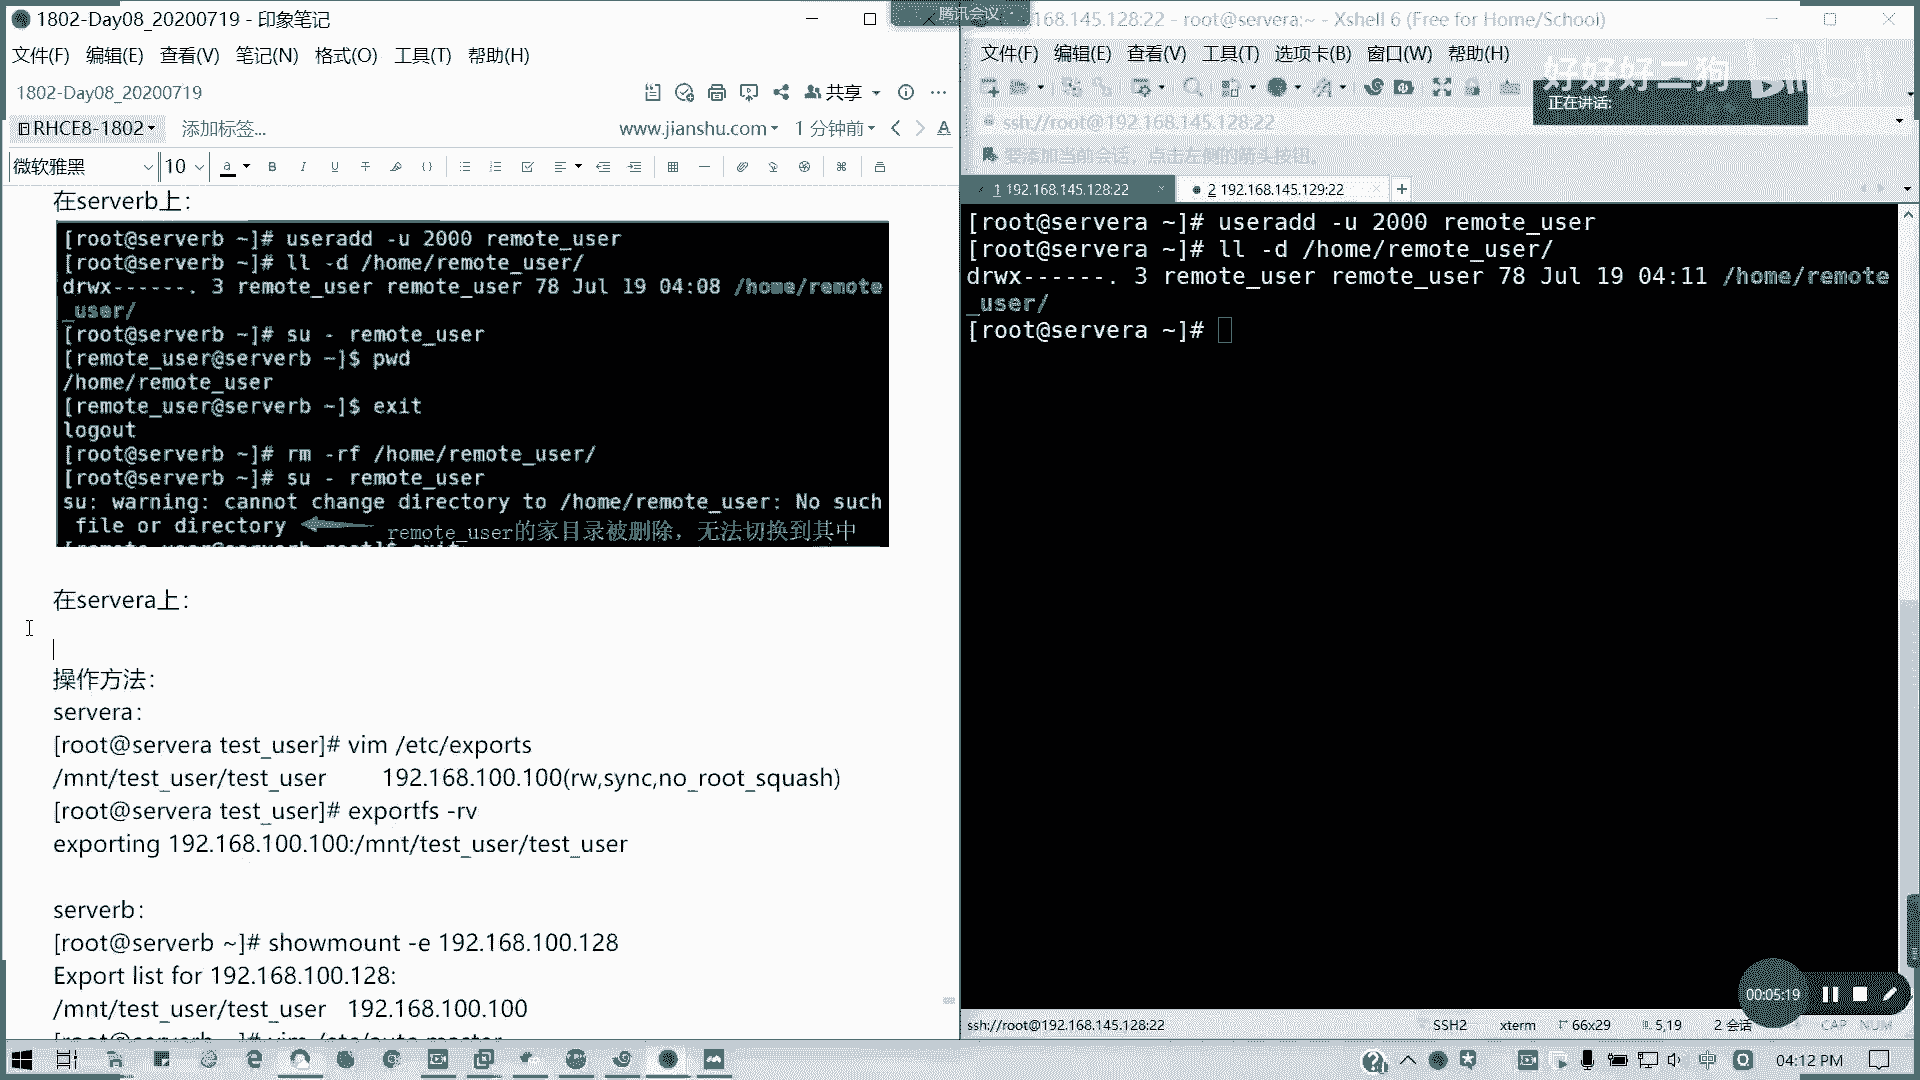 1802-Day08_20200719 - 印象笔记
文件(F) 编辑(E) 查看(V) 笔记(N) 格式(O) 工具(T) 帮助(H)
1802-Day08_20200719
共享
RHCE8-1802
添加标签...
www.jianshu.com
1 分钟前
微软雅黑
10
在serverb上：
[root@serverb ~]# useradd -u 2000 remote_user
[root@serverb ~]# ll -d /home/remote_user/
drwx------. 3 remote_user remote_user 78 Jul 19 04:08 /home/remote
_user/
[root@serverb ~]# su - remote_user
[remote_user@serverb ~]$ pwd
/home/remote_user
[remote_user@serverb ~]$ exit
logout
[root@serverb ~]# rm -rf /home/remote_user/
[root@serverb ~]# su - remote_user
su: warning: cannot change directory to /home/remote_user: No such
file or directory
remote_user的家目录被删除，无法切换到其中
在servera上：
操作方法：
servera：
[root@servera test_user]# vim /etc/exports
/mnt/test_user/test_user 192.168.100.100(rw,sync,no_root_squash)
[root@servera test_user]# exportfs -rv
exporting 192.168.100.100:/mnt/test_user/test_user
serverb：
[root@serverb ~]# showmount -e 192.168.100.128
Export list for 192.168.100.128:
/mnt/test_user/test_user 192.168.100.100
腾讯会议
.168.145.128:22 - root@servera:~ - Xshell 6 (Free for Home/School)
文件(F) 编辑(E) 查看(V) 工具(T) 选项卡(B) 窗口(W) 帮助(H)
好好好二狗
正在讲话:
ssh://root@192.168.145.128:22
要添加当前会话，点击左侧的箭头按钮。
1 192.168.145.128:22
2 192.168.145.129:22
[root@servera ~]# useradd -u 2000 remote_user
[root@servera ~]# ll -d /home/remote_user/
drwx------. 3 remote_user remote_user 78 Jul 19 04:11 /home/remote
_user/
[root@servera ~]#
00:05:19
ssh://root@192.168.145.128:22
SSH2
xterm
66x29
5,19
2 会话
CAP
NUM
中
04:12 PM